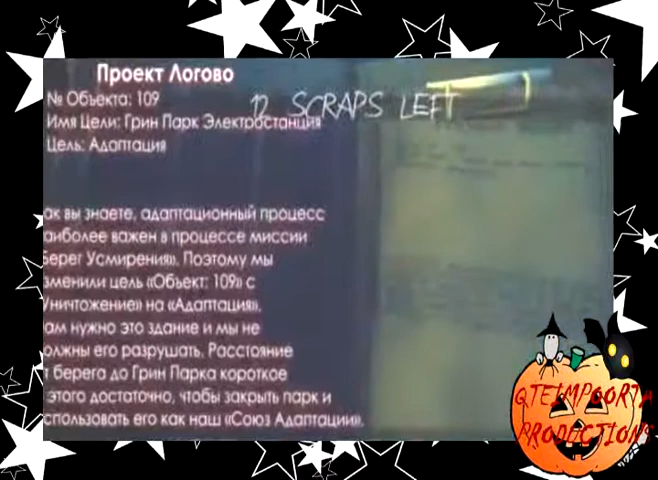 Проект Логово
№ Объекта: 109
12 SCRAPS LEFT
Имя Цели: Грин Парк Электростанция
Цель: Адаптация
ак вы знаете, адаптационный процесс
аиболее важен в процессе миссии
Берег Усмирения». Поэтому мы
зменили цель «Объект: 109» с
Уничтожение» на «Адаптация».
ам нужно это здание и мы не
олжны его разрушать. Расстояние
т берега до Грин Парка короткое
этого достаточно, чтобы закрыть парк и
спользовать его как наш «Союз Адаптации».
QTEIMPOORTA
PRODUCTIONS